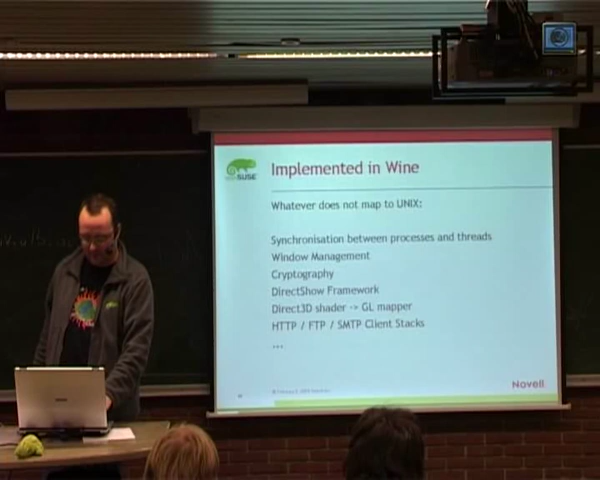 Implemented in Wine
SUSE
Whatever does not map to UNIX:
Synchronisation between processes and threads
Window Management
Cryptography
DirectShow Framework
Direct3D shader -> GL mapper
HTTP / FTP / SMTP Client Stacks
...
Novell